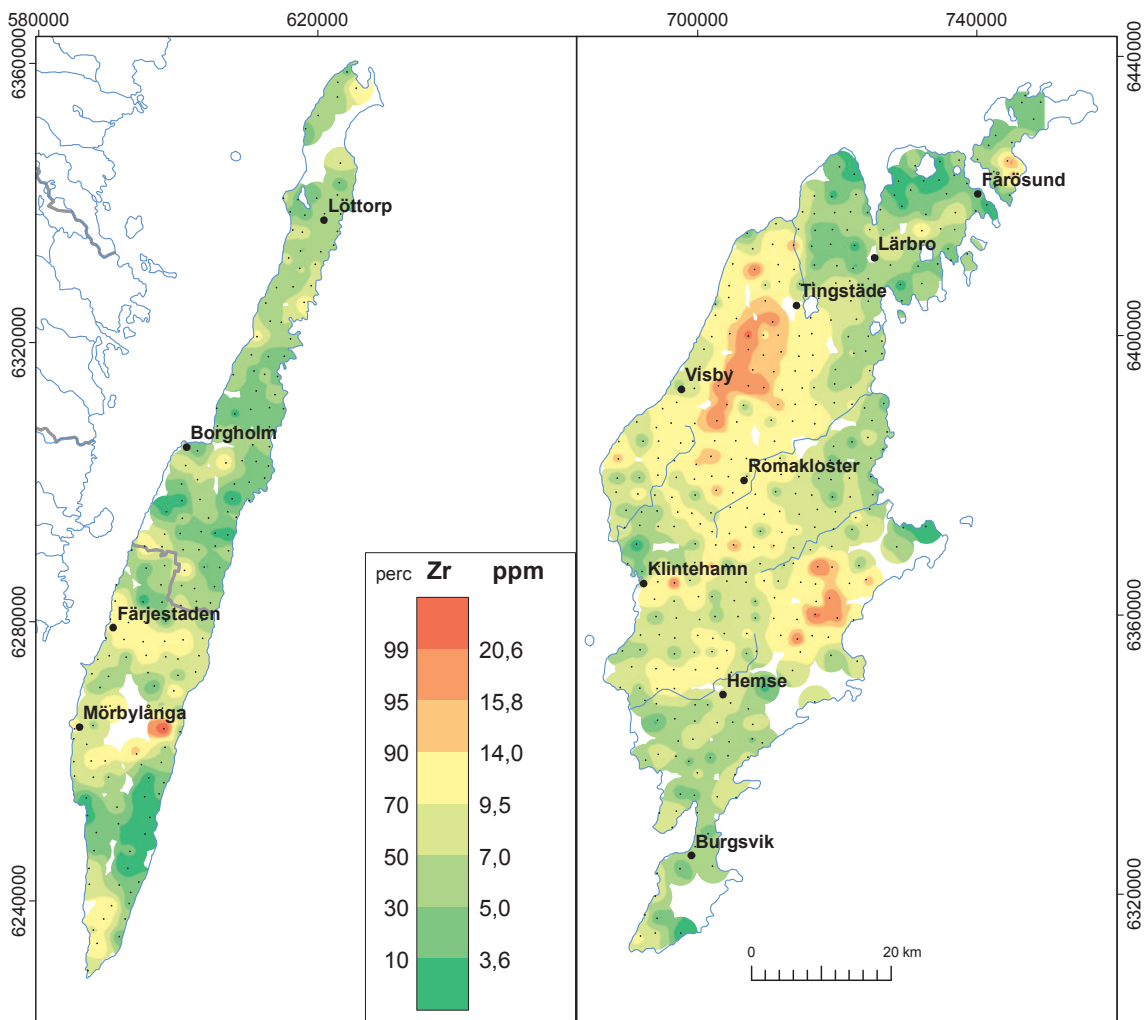 580000 620000 700000 740000
6360000
6320000
6280000
6240000
6440000
6400000
6360000
6320000
Löttorp
Borgholm
Färjestaden
Mörbylånga
Fårösund
Lärbro
Tingstäde
Visby
Romakloster
Klintehamn
Hemse
Burgsvik
perc Zr ppm
99 20,6
95 15,8
90 14,0
70 9,5
50 7,0
30 5,0
10 3,6
0 20 km